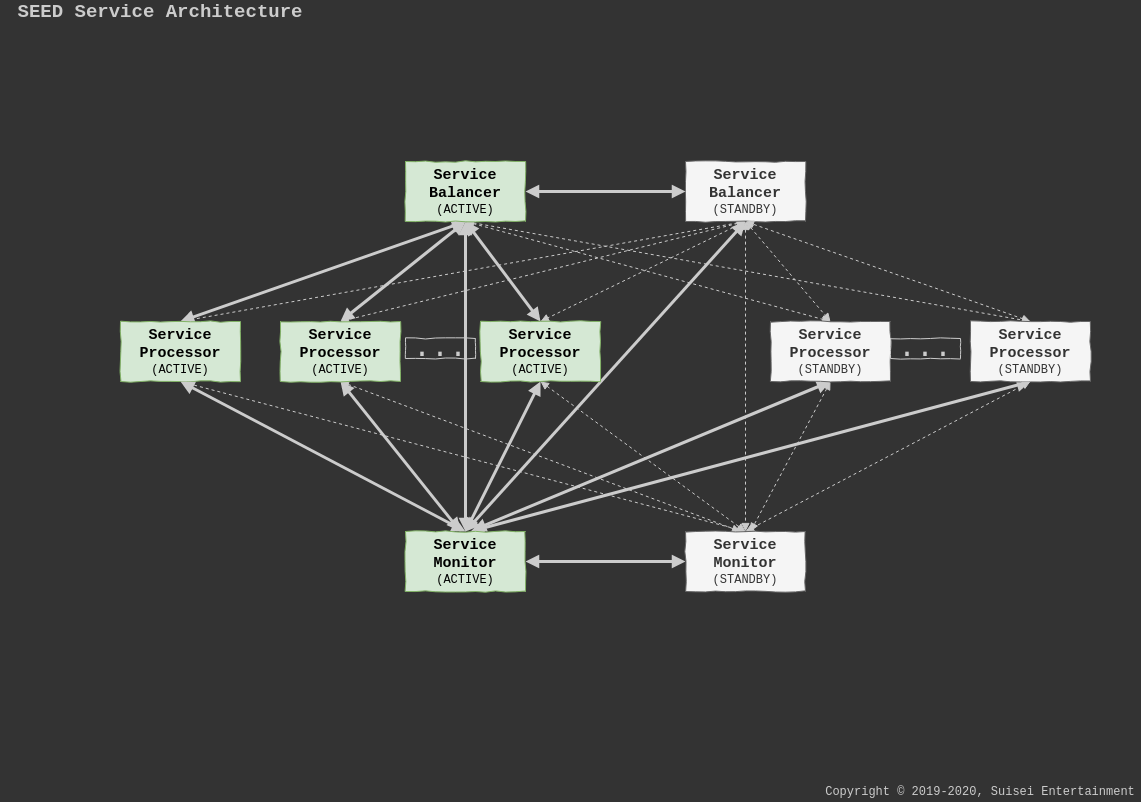 SEED Service Architecture
Service
Balancer
(ACTIVE)
Service
Balancer
(STANDBY)
Service
Processor
(ACTIVE)
Service
Processor
(ACTIVE)
...
Service
Processor
(ACTIVE)
Service
Processor
(STANDBY)
...
Service
Processor
(STANDBY)
Service
Monitor
(ACTIVE)
Service
Monitor
(STANDBY)
Copyright © 2019-2020, Suisei Entertainment